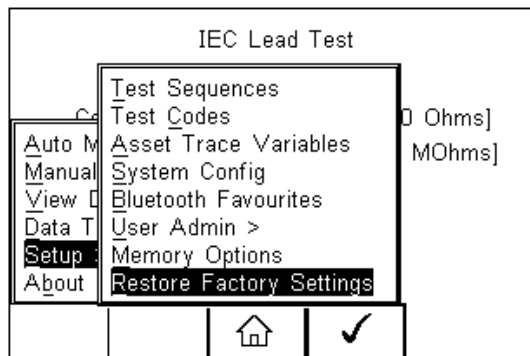 IEC Lead Test
Test Sequences
Test Codes
Asset Trace Variables
System Config
Bluetooth Favourites
User Admin >
Memory Options
Restore Factory Settings
Ohms]
MOhms]
Auto
Manual
View
Data
Setup
About